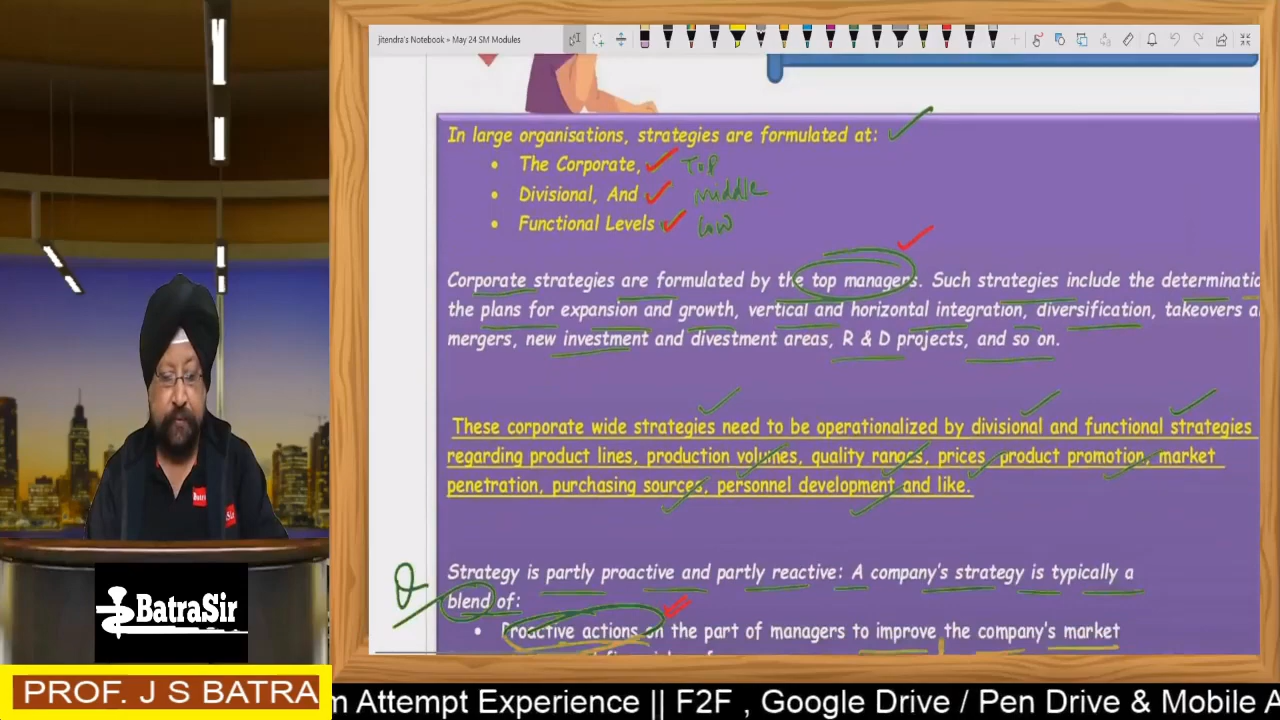 jitendra's Notebook » May 24 SM Modules
In large organisations, strategies are formulated at:
• The Corporate, Top
• Divisional, And middle
• Functional Levels low
Corporate strategies are formulated by the top managers. Such strategies include the determinatio
the plans for expansion and growth, vertical and horizontal integration, diversification, takeovers a
mergers, new investment and divestment areas, R & D projects, and so on.
These corporate wide strategies need to be operationalized by divisional and functional strategies
regarding product lines, production volumes, quality ranges, prices product promotion, market
penetration, purchasing sources, personnel development and like.
Strategy is partly proactive and partly reactive: A company's strategy is typically a
blend of:
• Proactive actions on the part of managers to improve the company's market
BatraSir
PROF. J S BATRA
m Attempt Experience || F2F , Google Drive / Pen Drive & Mobile A